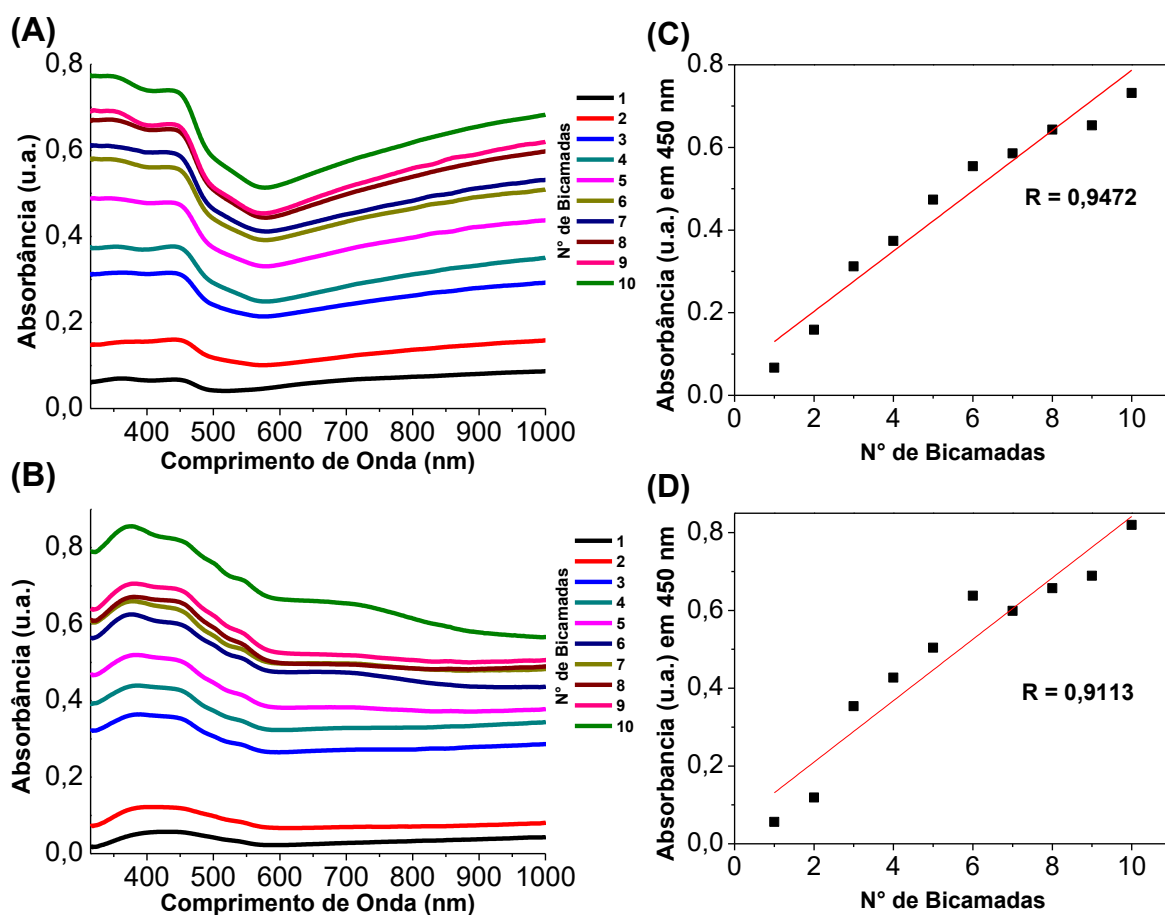 (A)
Absorbância (u.a.)
0,8
0,6
0,4
0,2
0,0
400 500 600 700 800 900 1000
Comprimento de Onda (nm)
N° de Bicamadas
1
2
3
4
5
6
7
8
9
10
(C)
Absorbância (u.a.) em 450 nm
0.8
0.6
0.4
0.2
0.0
R = 0,9472
0 2 4 6 8 10
N° de Bicamadas
(B)
Absorbância (u.a.)
0,8
0,6
0,4
0,2
0,0
400 500 600 700 800 900 1000
Comprimento de Onda (nm)
N° de Bicamadas
1
2
3
4
5
6
7
8
9
10
(D)
Absorbancia (u.a.) em 450 nm
0.8
0.6
0.4
0.2
0,0
R = 0,9113
0 2 4 6 8 10
N° de Bicamadas